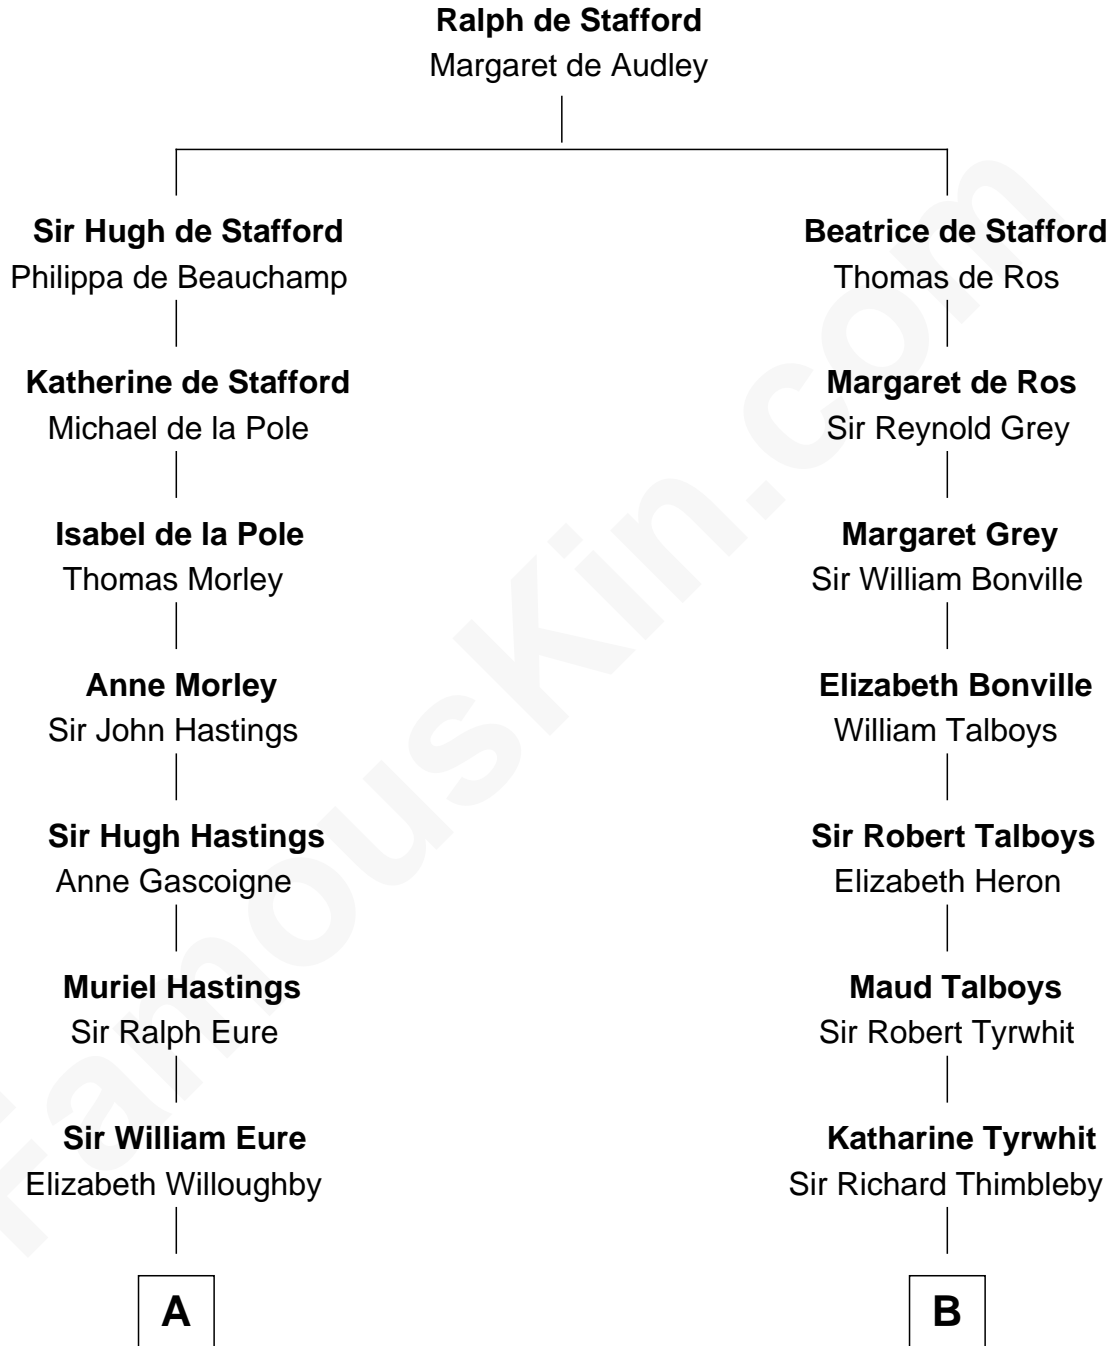 Ralph de Stafford
Margaret de Audley
Sir Hugh de Stafford
Philippa de Beauchamp
Katherine de Stafford
Michael de la Pole
Isabel de la Pole
Thomas Morley
Anne Morley
Sir John Hastings
Sir Hugh Hastings
Anne Gascoigne
Muriel Hastings
Sir Ralph Eure
Sir William Eure
Elizabeth Willoughby
A
Beatrice de Stafford
Thomas de Ros
Margaret de Ros
Sir Reynold Grey
Margaret Grey
Sir William Bonville
Elizabeth Bonville
William Talboys
Sir Robert Talboys
Elizabeth Heron
Maud Talboys
Sir Robert Tyrwhit
Katharine Tyrwhit
Sir Richard Thimbleby
B
FamousKin.com